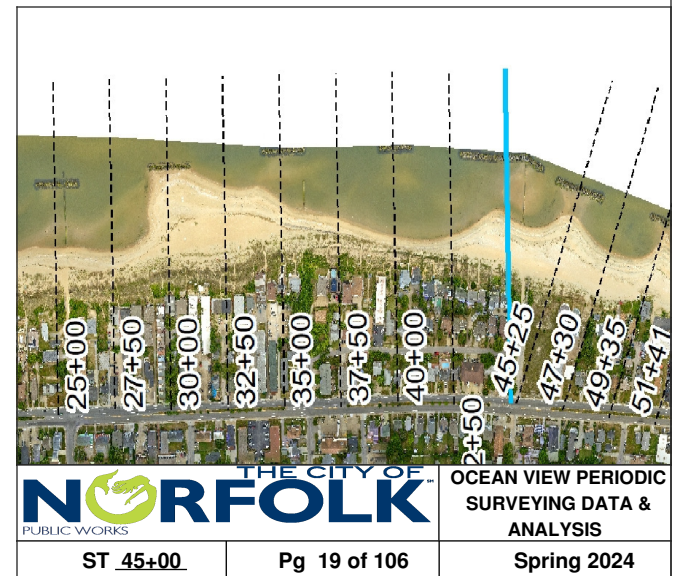 25+00
27+50
30+00
32+50
35+00
37+50
40+00
2+50
45+25
47+30
49+35
51+41
THE CITY OF
NORFOLK
PUBLIC WORKS
OCEAN VIEW PERIODIC
SURVEYING DATA &
ANALYSIS
ST 45+00
Pg 19 of 106
Spring 2024